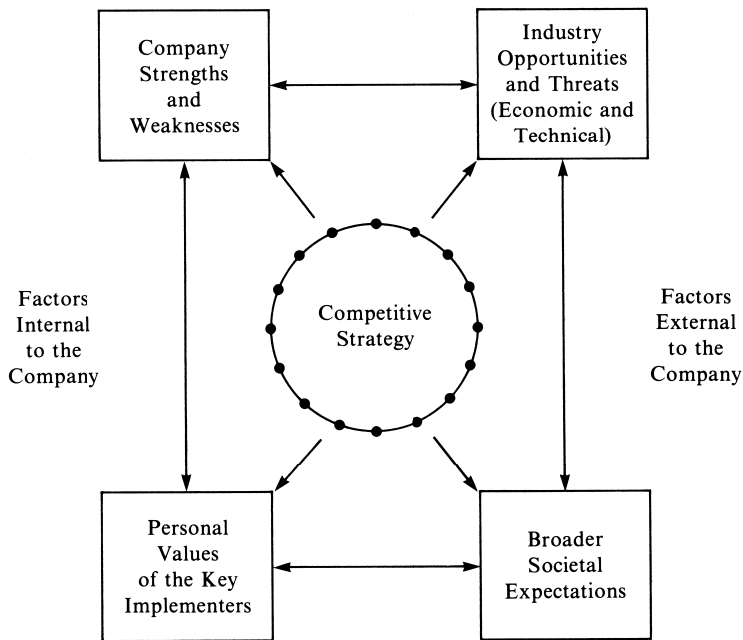 Company
Strengths
and
Weaknesses
Industry
Opportunities
and Threats
(Economic and
Technical)
Factors
Internal
to the
Company
Competitive
Strategy
Factors
External
to the
Company
Personal
Values
of the Key
Implementers
Broader
Societal
Expectations